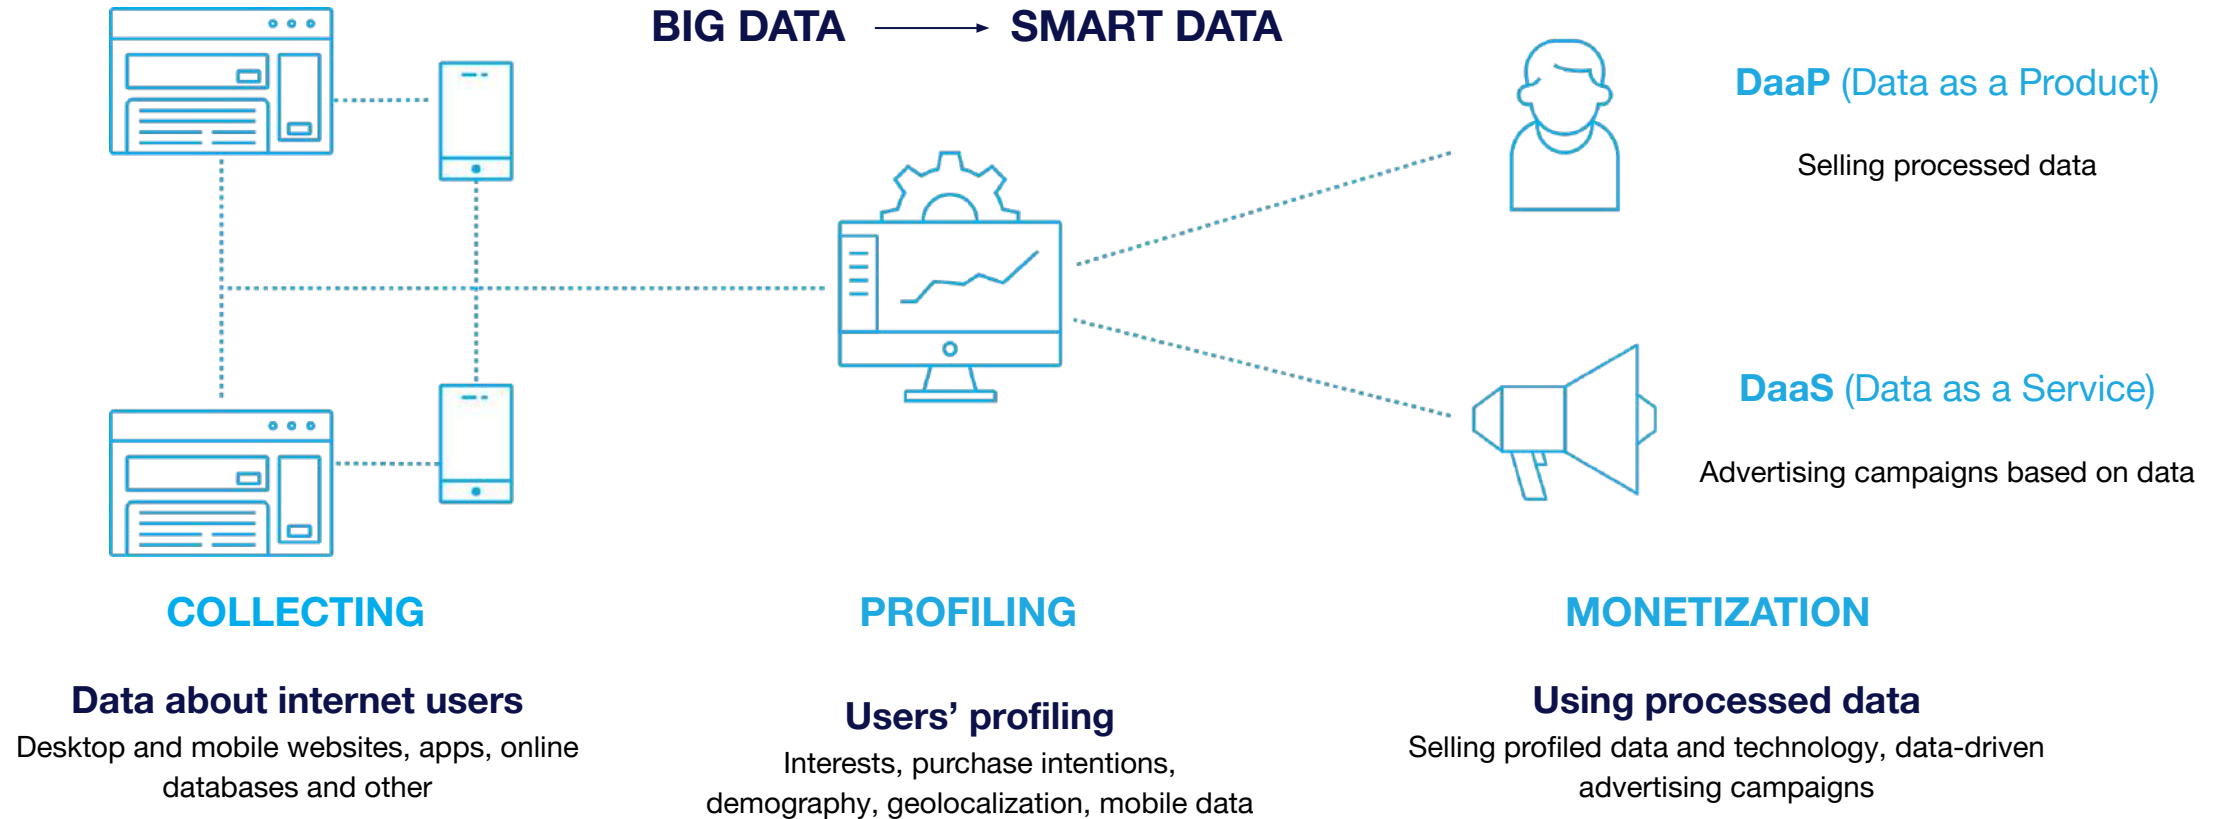 BIG DATA → SMART DATA
DaaP (Data as a Product)
Selling processed data
DaaS (Data as a Service)
Advertising campaigns based on data
COLLECTING
Data about internet users
Desktop and mobile websites, apps, online
databases and other
PROFILING
Users’ profiling
Interests, purchase intentions,
demography, geolocalization, mobile data
MONETIZATION
Using processed data
Selling profiled data and technology, data-driven
advertising campaigns